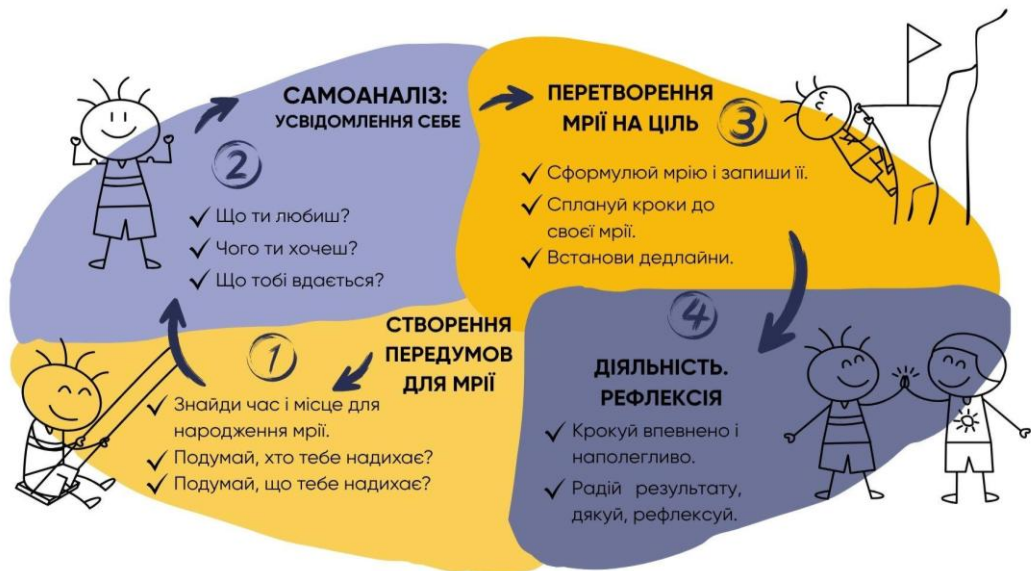 1
СТВОРЕННЯ
ПЕРЕДУМОВ
ДЛЯ МРІЇ
✓ Знайди час і місце для
народження мрії.
✓ Подумай, хто тебе надихає?
✓ Подумай, що тебе надихає?
САМОАНАЛІЗ:
УСВІДОМЛЕННЯ СЕБЕ
2
✓ Що ти любиш?
✓ Чого ти хочеш?
✓ Що тобі вдається?
ПЕРЕТВОРЕННЯ
МРІЇ НА ЦІЛЬ
3
✓ Сформулюй мрію і запиши її.
✓ Сплануй кроки до
своєї мрії.
✓ Встанови дедлайни.
4
ДІЯЛЬНІСТЬ.
РЕФЛЕКСІЯ
✓ Крокуй впевнено і
наполегливо.
✓ Радій результату,
дякуй, рефлексуй.